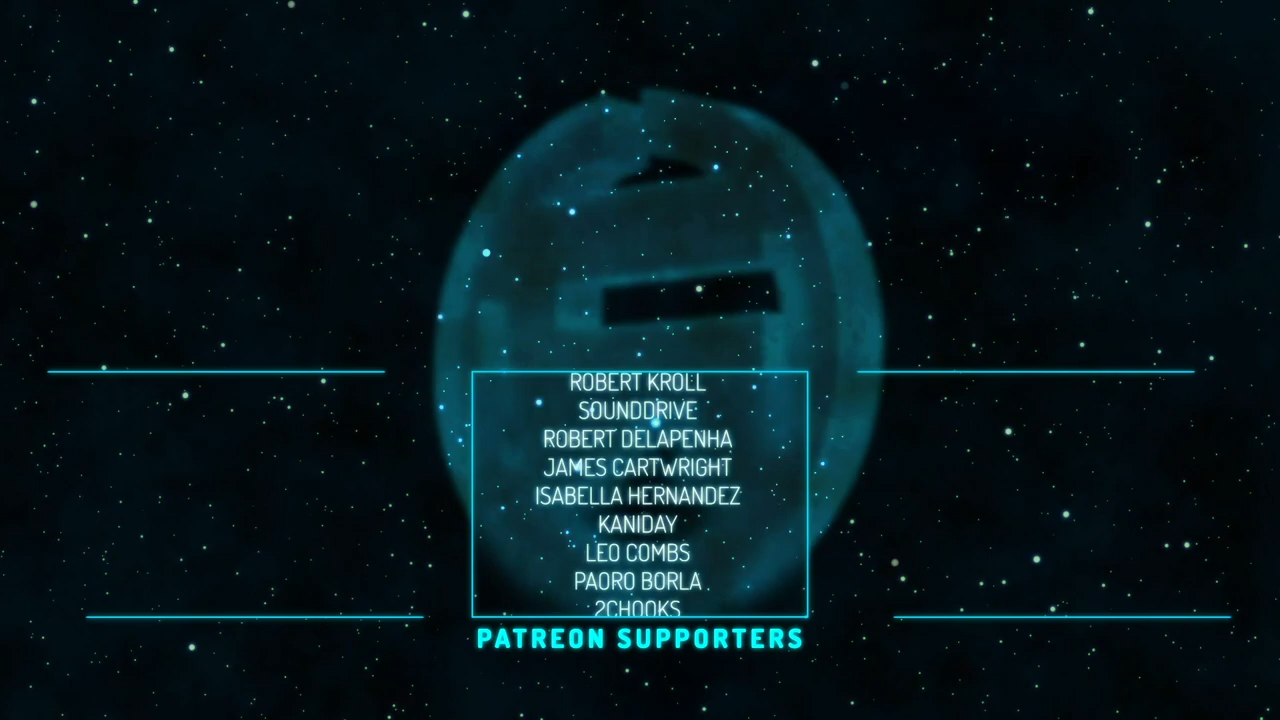 ROBERT KROLL
SOUNDDRIVE
ROBERT DELAPENHA
JAMES CARTWRIGHT
ISABELLA HERNANDEZ
KANIDAY
LEO COMBS
PAORO BORLA
2CHOOKS
PATREON SUPPORTERS